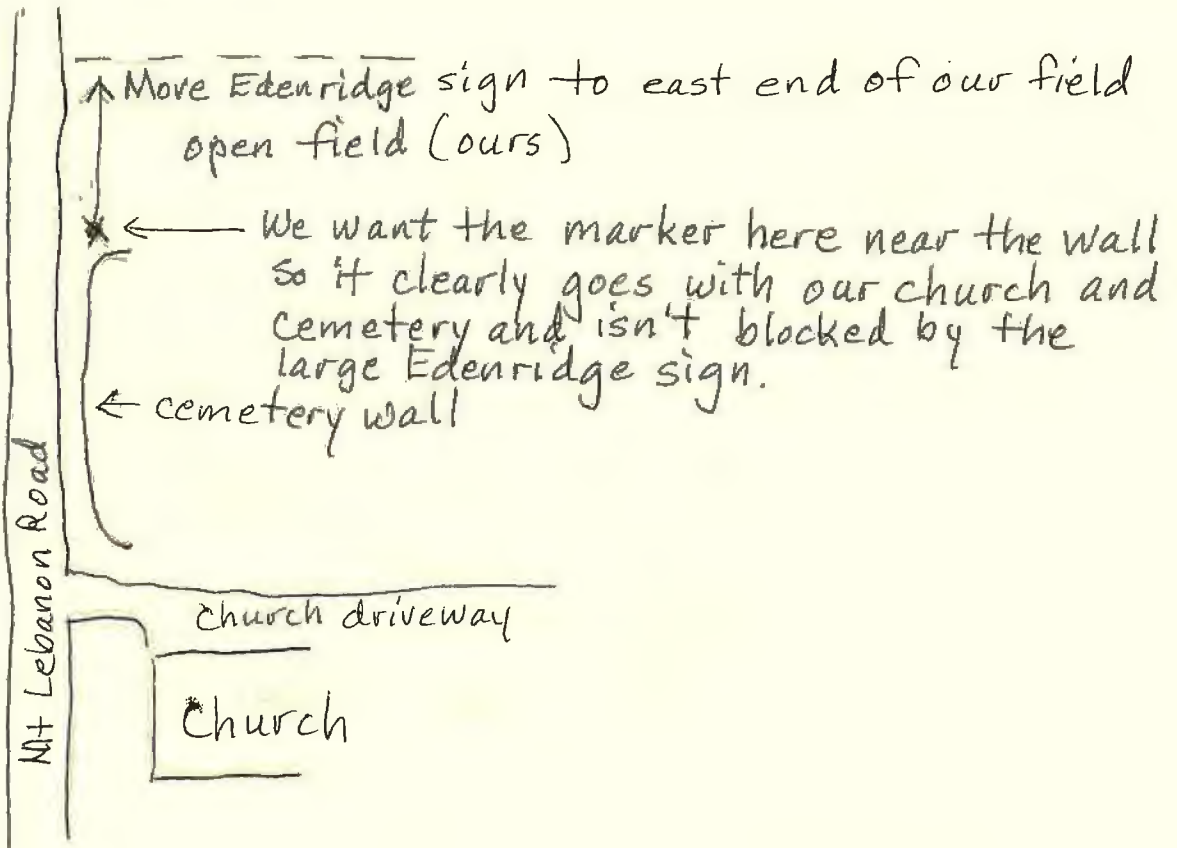 Move Edenridge sign to east end of our field
open field (ours)
We want the marker here near the wall
so it clearly goes with our church and
cemetery and isn't blocked by the
large Edenridge sign.
cemetery wall
Mt Lebanon Road
church driveway
Church